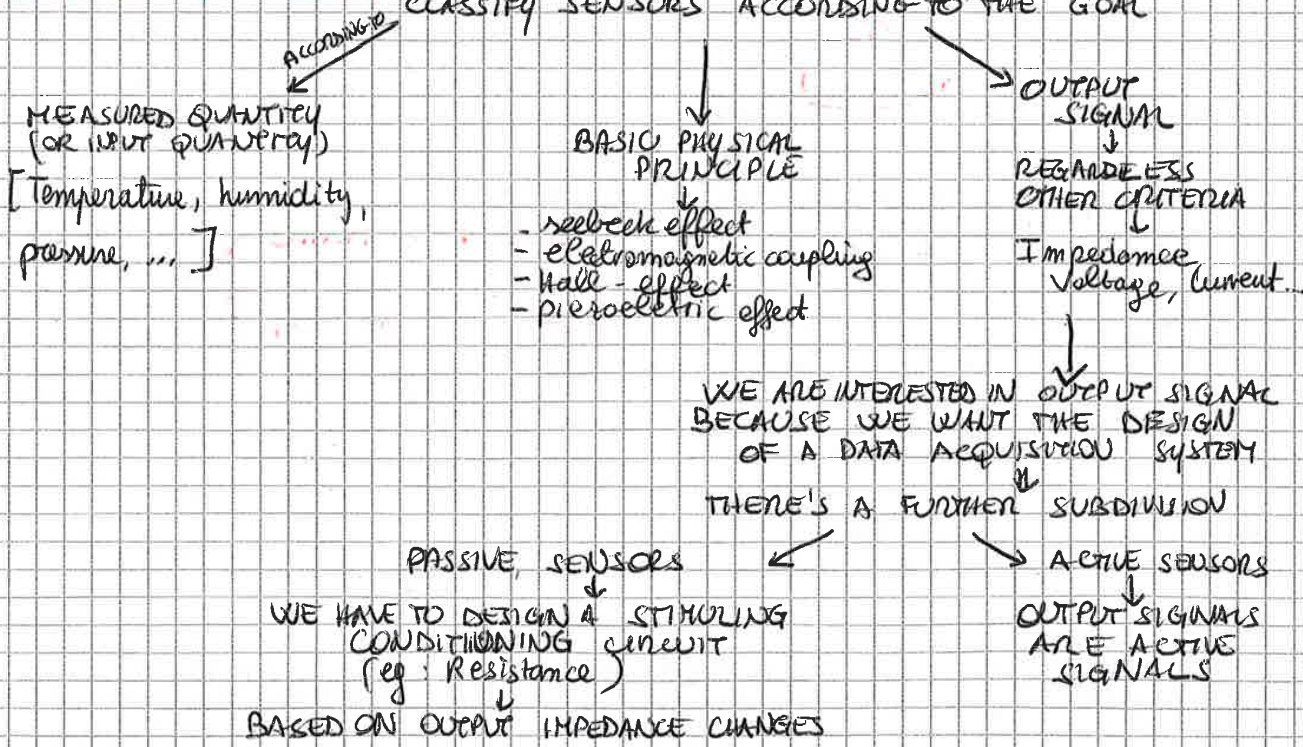 CLASSIFY SENSORS ACCORDING TO THE GOAL
ACCORDING TO
MEASURED QUANTITY
(OR INPUT QUANTITY)
[Temperature, humidity,
pressure, ... ]
BASIC PHYSICAL
PRINCIPLE
- seebeck effect
- eletromagnetic coupling
- Hall - effect
- piezoeletric effect
OUTPUT
SIGNAL
REGARDLESS
OTHER CRITERIA
Impedance
Voltage, Current...
WE ARE INTERESTED IN OUTPUT SIGNAL
BECAUSE WE WANT THE DESIGN
OF A DATA ACQUISITION SYSTEM
THERE'S A FURTHER SUBDIVISION
PASSIVE, SENSORS
WE HAVE TO DESIGN A STIMULING
CONDITIONING CIRCUIT
(eg : Resistance)
BASED ON OUTPUT IMPEDANCE CHANGES
ACTIVE SENSORS
OUTPUT SIGNALS
ARE ACTIVE
SIGNALS